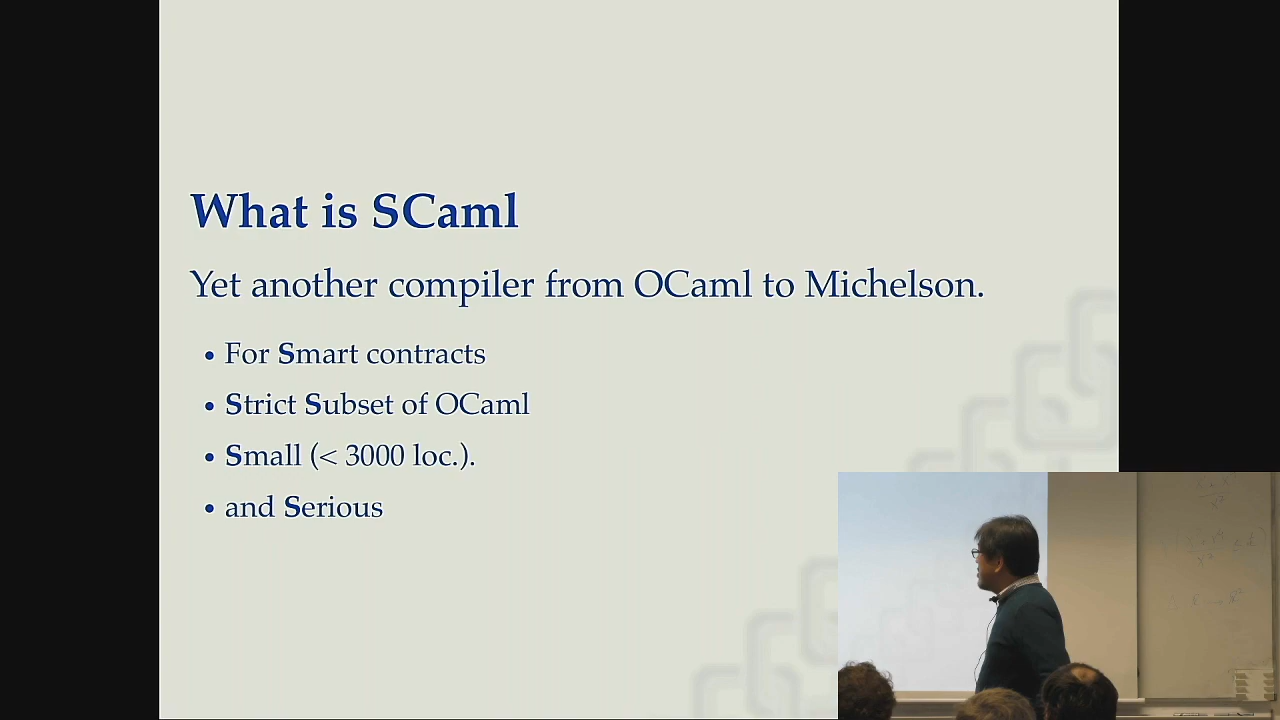 What is SCaml
Yet another compiler from OCaml to Michelson.
• For Smart contracts
• Strict Subset of OCaml
• Small (< 3000 loc.).
• and Serious